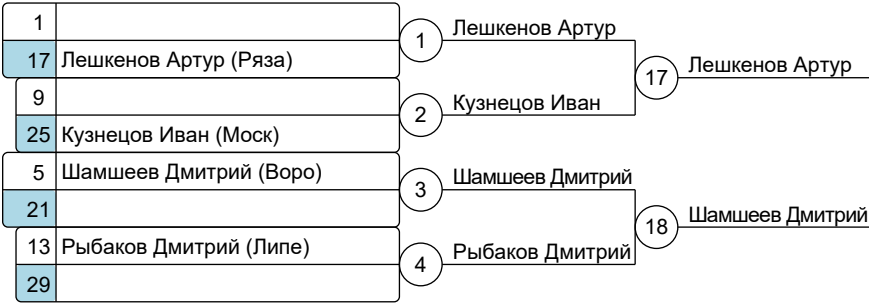 1
17 Лешкенов Артур (Ряза)
9
25 Кузнецов Иван (Моск)
5 Шамшеев Дмитрий (Воро)
21
13 Рыбаков Дмитрий (Липе)
29
1 Лешкенов Артур
2 Кузнецов Иван
3 Шамшеев Дмитрий
4 Рыбаков Дмитрий
17 Лешкенов Артур
18 Шамшеев Дмитрий